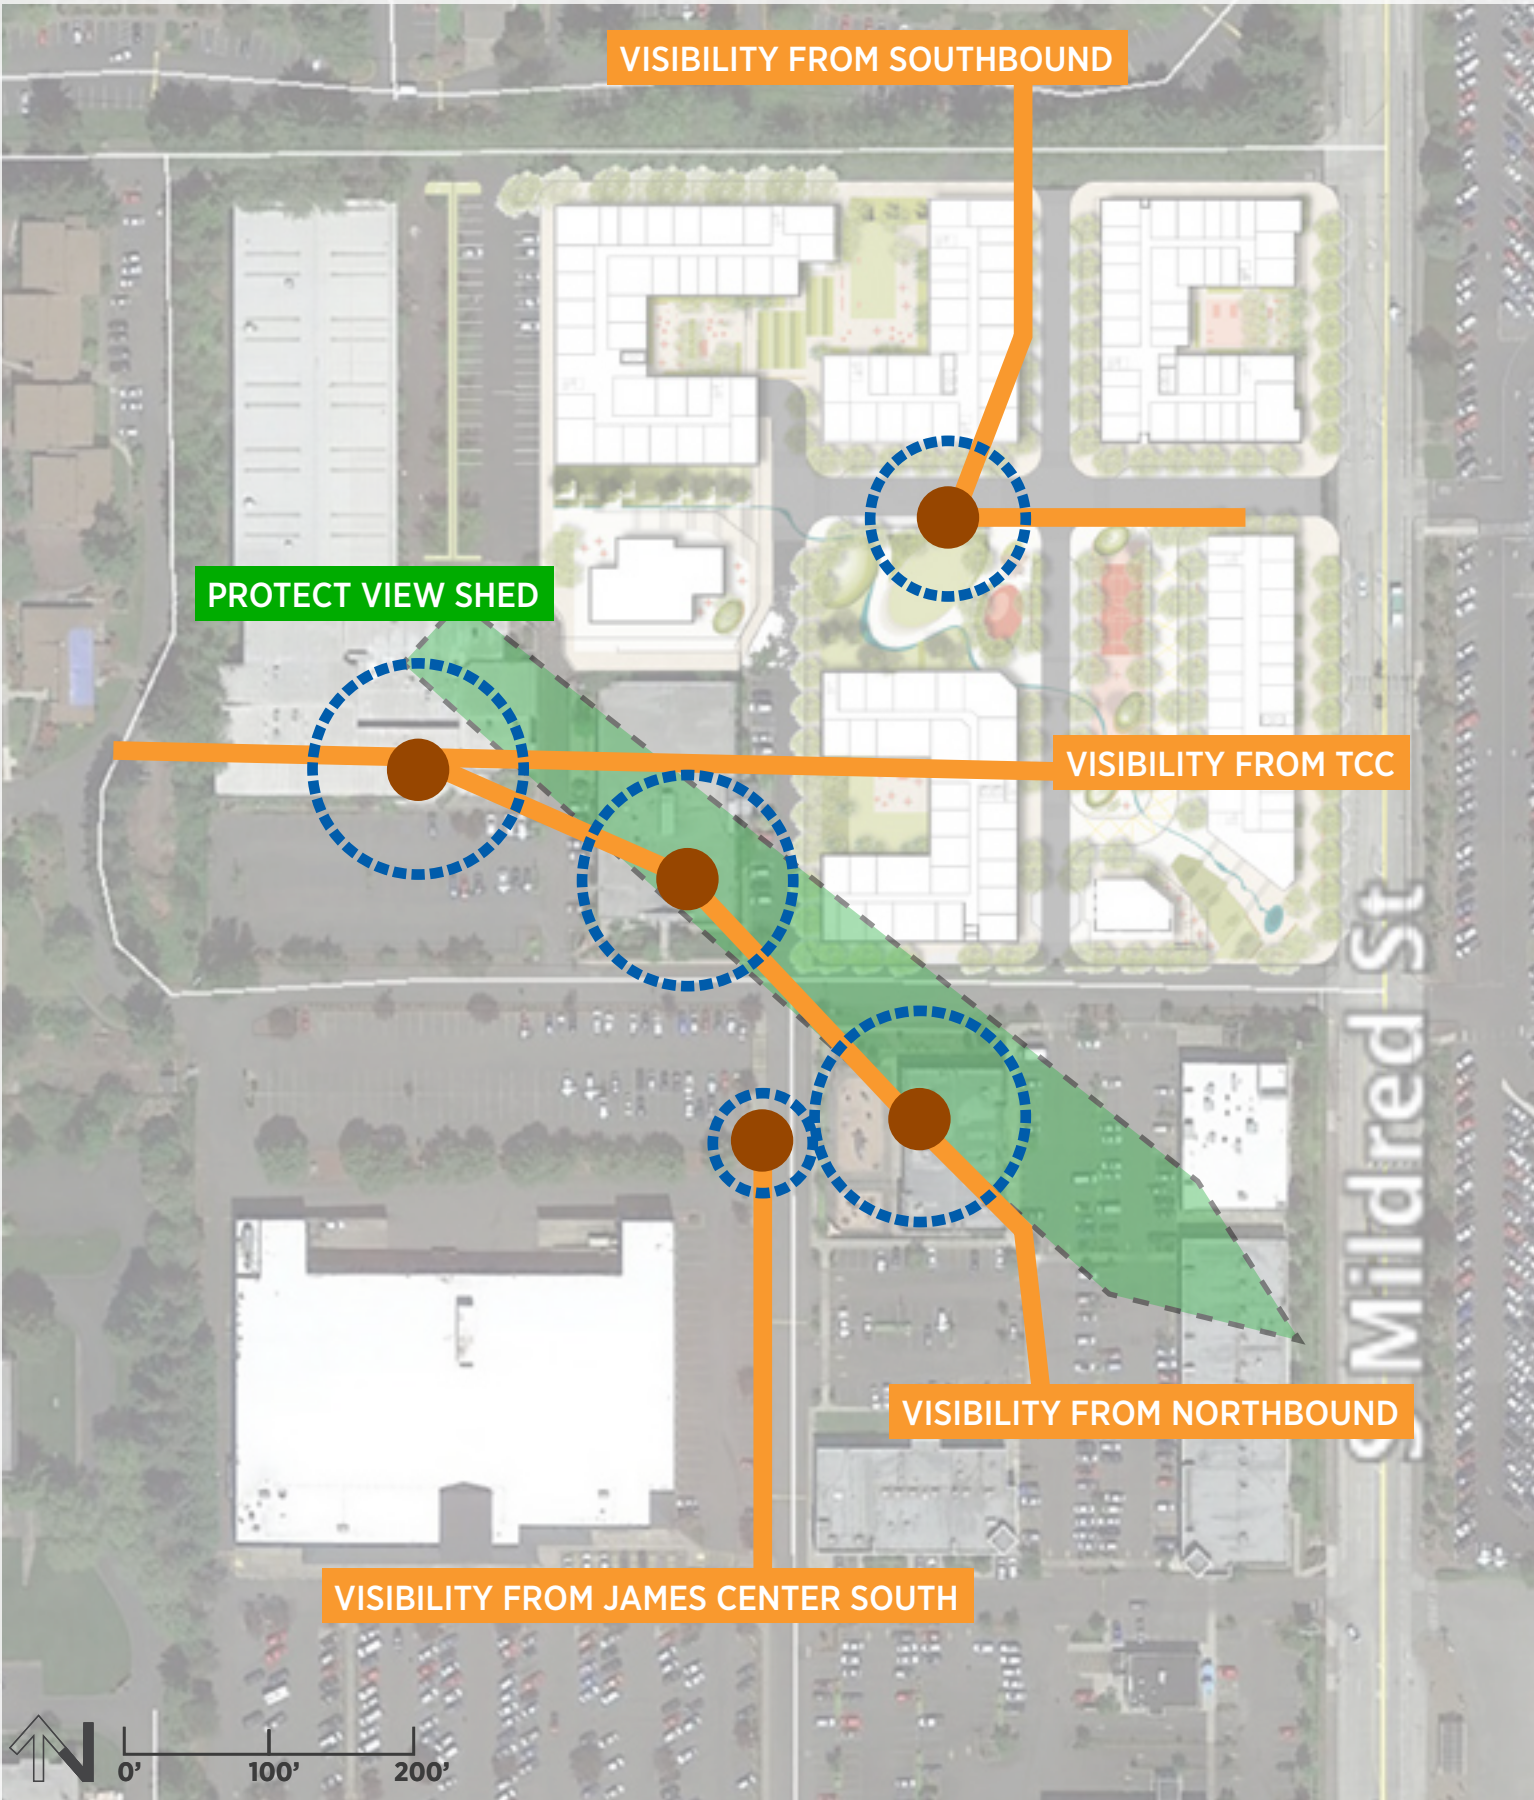 VISIBILITY FROM SOUTHBOUND
PROTECT VIEW SHED
VISIBILITY FROM TCC
S Mildred St
VISIBILITY FROM NORTHBOUND
VISIBILITY FROM JAMES CENTER SOUTH
N
0’ 100’ 200’